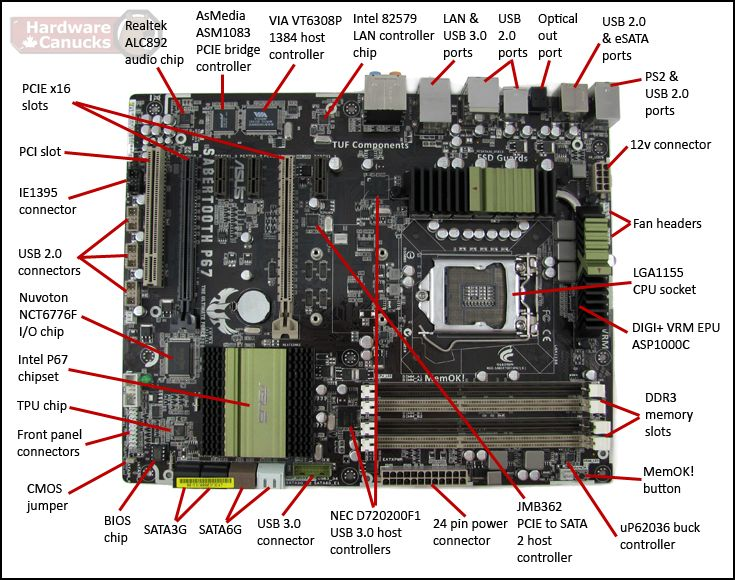 Hardware
Canucks
Realtek
ALC892
audio chip
AsMedia
ASM1083
PCIE bridge
controller
VIA VT6308P
1384 host
controller
Intel 82579
LAN controller
chip
LAN &
USB 3.0
ports
USB
2.0
ports
Optical
out
port
USB 2.0
& eSATA
ports
PS2 &
USB 2.0
ports
PCIE x16
slots
PCI slot
IE1395
connector
USB 2.0
connectors
Nuvoton
NCT6776F
I/O chip
Intel P67
chipset
TPU chip
Front panel
connectors
CMOS
jumper
BIOS
chip
SATA3G
SATA6G
USB 3.0
connector
NEC D720200F1
USB 3.0 host
controllers
24 pin power
connector
JMB362
PCIE to SATA
2 host
controller
uP62036 buck
controller
MemOK!
button
DDR3
memory
slots
DIGI+ VRM EPU
ASP1000C
LGA1155
CPU socket
Fan headers
12v connector
TUF Components
ESD Guards
ASUS
SABERTOOTH P67
MemOK!
VRM
FC CE
ASUS
EATXPWR